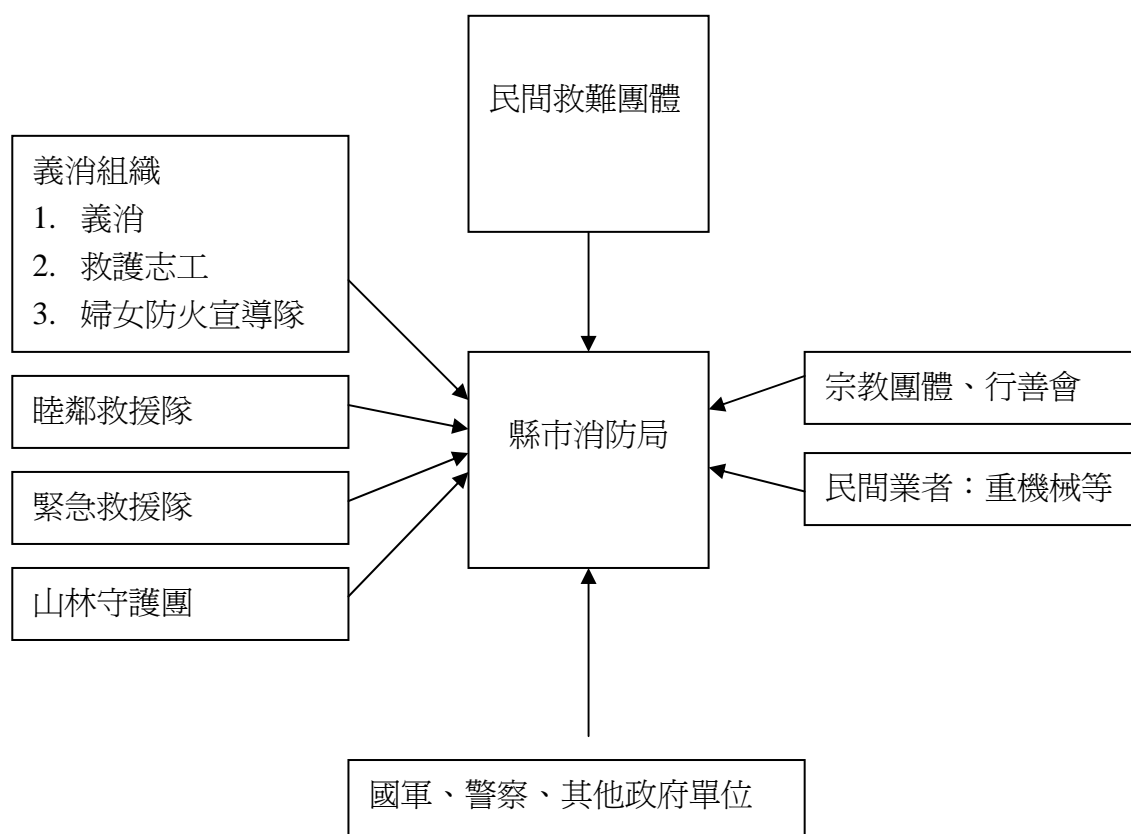 民間救難團體
義消組織
1. 義消
2. 救護志工
3. 婦女防火宣導隊
睦鄰救援隊
緊急救援隊
山林守護團
縣市消防局
宗教團體、行善會
民間業者：重機械等
國軍、警察、其他政府單位